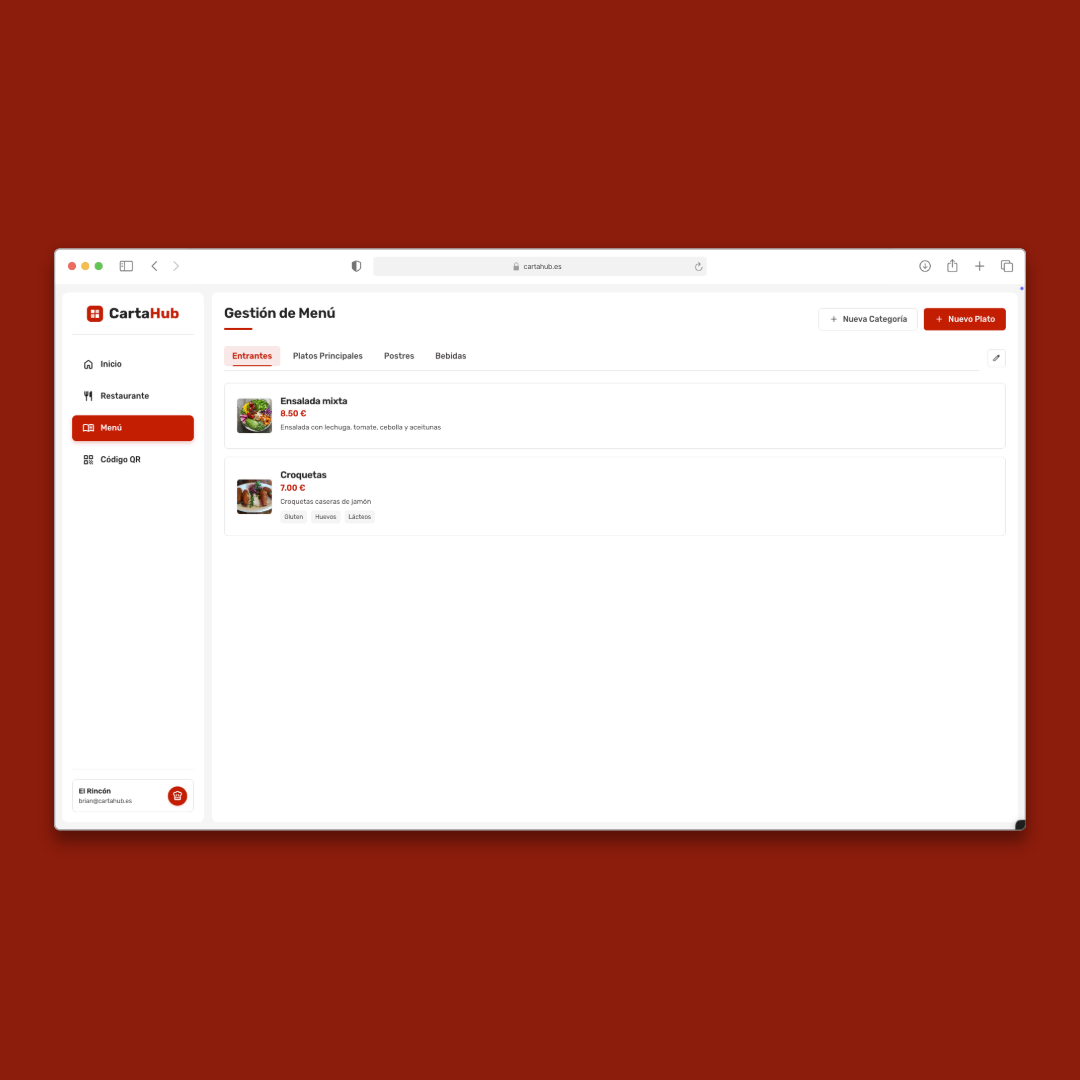 cartahub.es
CartaHub
Inicio
Restaurante
Menú
Código QR
El Rincón
brian@cartahub.es
Gestión de Menú
+ Nueva Categoría
+ Nuevo Plato
Entrantes Platos Principales Postres Bebidas
Ensalada mixta
8.50 €
Ensalada con lechuga, tomate, cebolla y aceitunas
Croquetas
7.00 €
Croquetas caseras de jamón
Gluten Huevos Lácteos